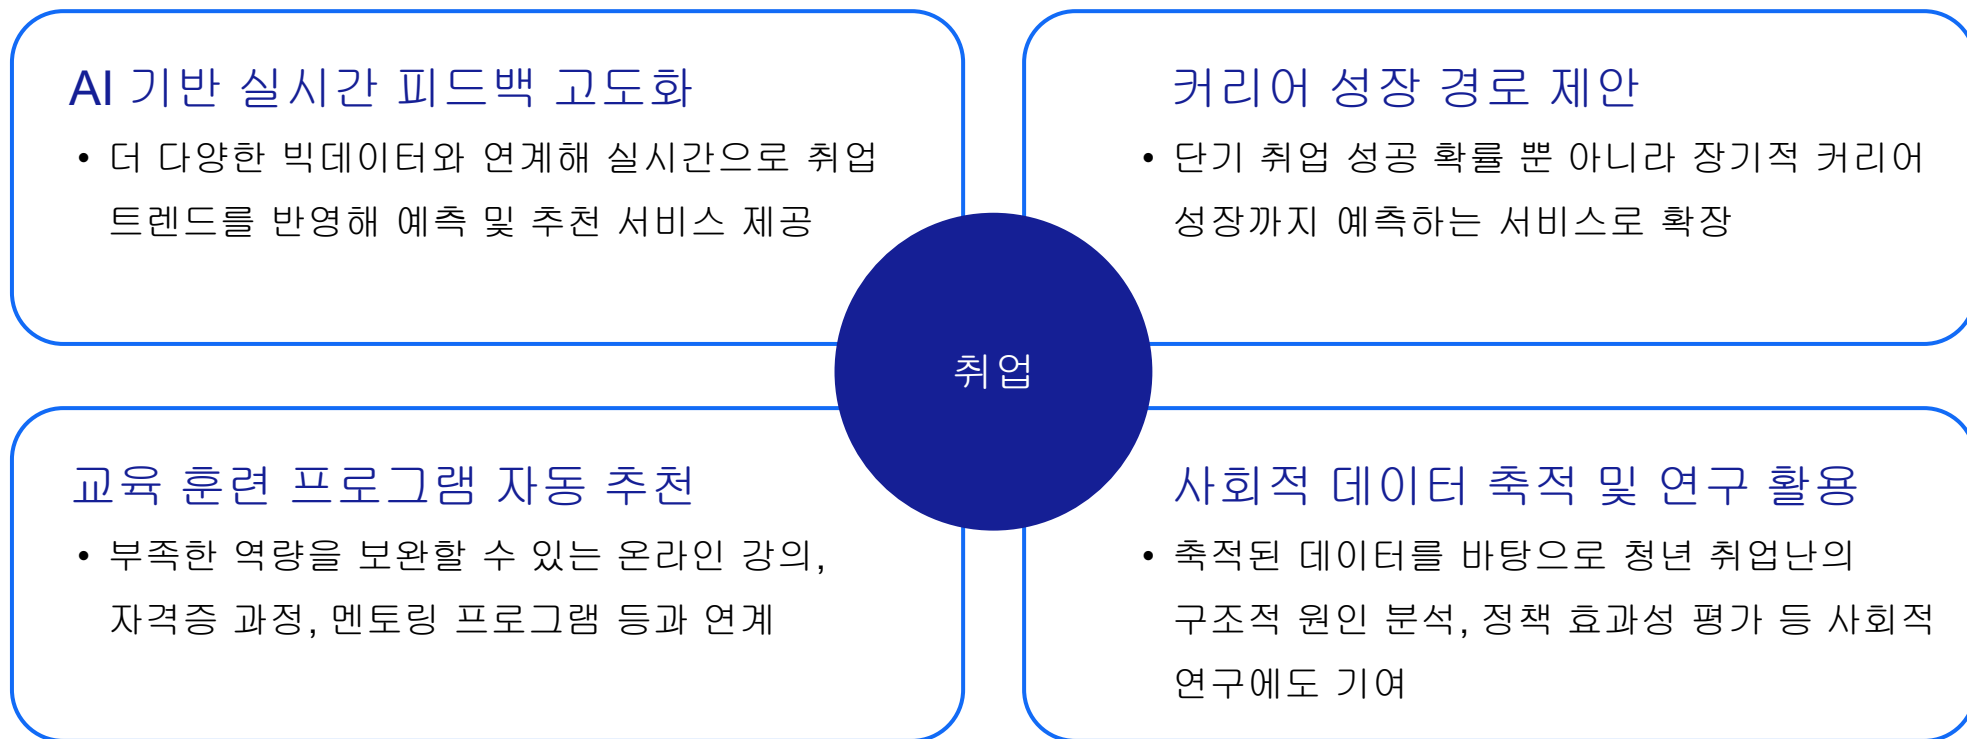 AI 기반 실시간 피드백 고도화
• 더 다양한 빅데이터와 연계해 실시간으로 취업
트렌드를 반영해 예측 및 추천 서비스 제공
커리어 성장 경로 제안
• 단기 취업 성공 확률 뿐 아니라 장기적 커리어
성장까지 예측하는 서비스로 확장
취업
교육 훈련 프로그램 자동 추천
• 부족한 역량을 보완할 수 있는 온라인 강의,
자격증 과정, 멘토링 프로그램 등과 연계
사회적 데이터 축적 및 연구 활용
• 축적된 데이터를 바탕으로 청년 취업난의
구조적 원인 분석, 정책 효과성 평가 등 사회적
연구에도 기여